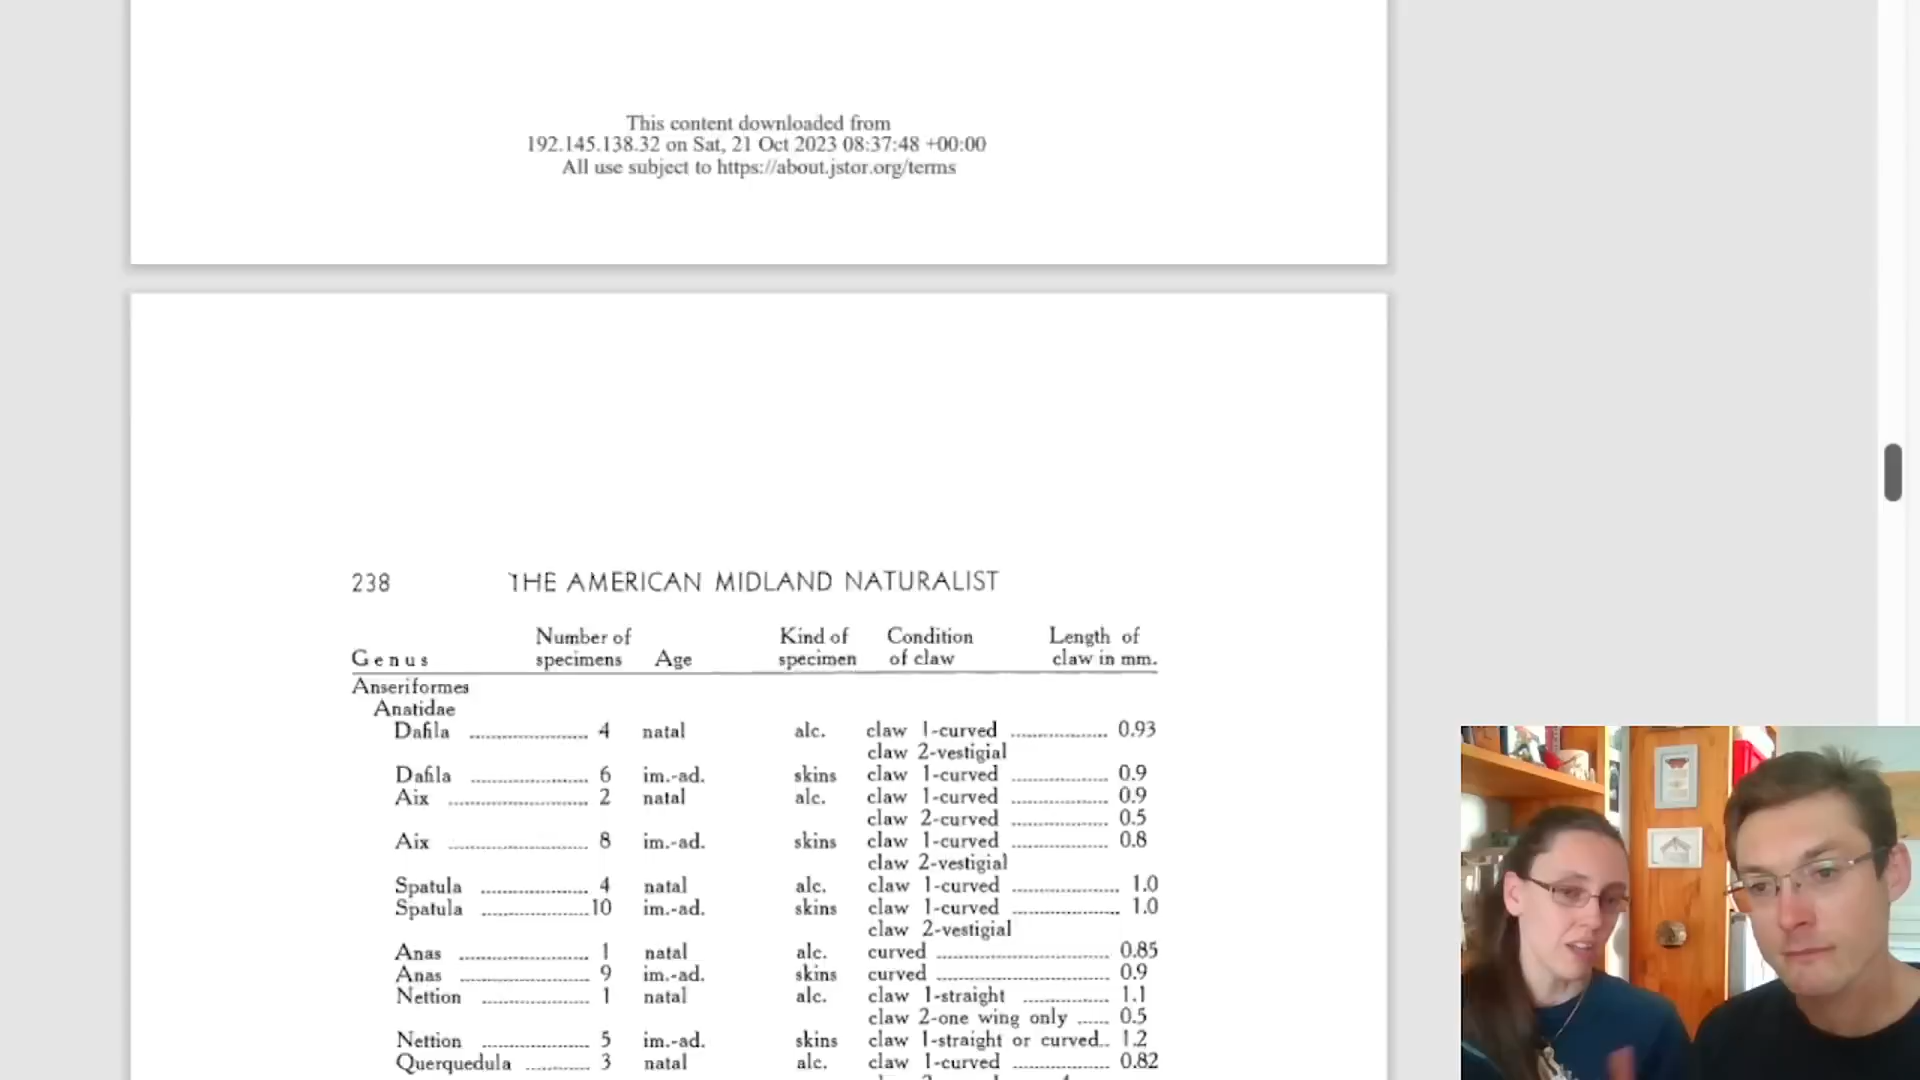 This content downloaded from
192.145.138.32 on Sat, 21 Oct 2023 08:37:48 +00:00
All use subject to https://about.jstor.org/terms
238 THE AMERICAN MIDLAND NATURALIST
Genus Number of specimens Age Kind of specimen Condition of claw Length of claw in mm.
Anseriformes
Anatidae
Dafila 4 natal alc. claw 1-curved 0.93
claw 2-vestigial
Dafila 6 im.-ad. skins claw 1-curved 0.9
Aix 2 natal alc. claw 1-curved 0.9
claw 2-curved 0.5
Aix 8 im.-ad. skins claw 1-curved 0.8
claw 2-vestigial
Spatula 4 natal alc. claw 1-curved 1.0
Spatula 10 im.-ad. skins claw 1-curved 1.0
claw 2-vestigial
Anas 1 natal alc. curved 0.85
Anas 9 im.-ad. skins curved 0.9
Nettion 1 natal alc. claw 1-straight 1.1
claw 2-one wing only 0.5
Nettion 5 im.-ad. skins claw 1-straight or curved.. 1.2
Querquedula 3 natal alc. claw 1-curved 0.82